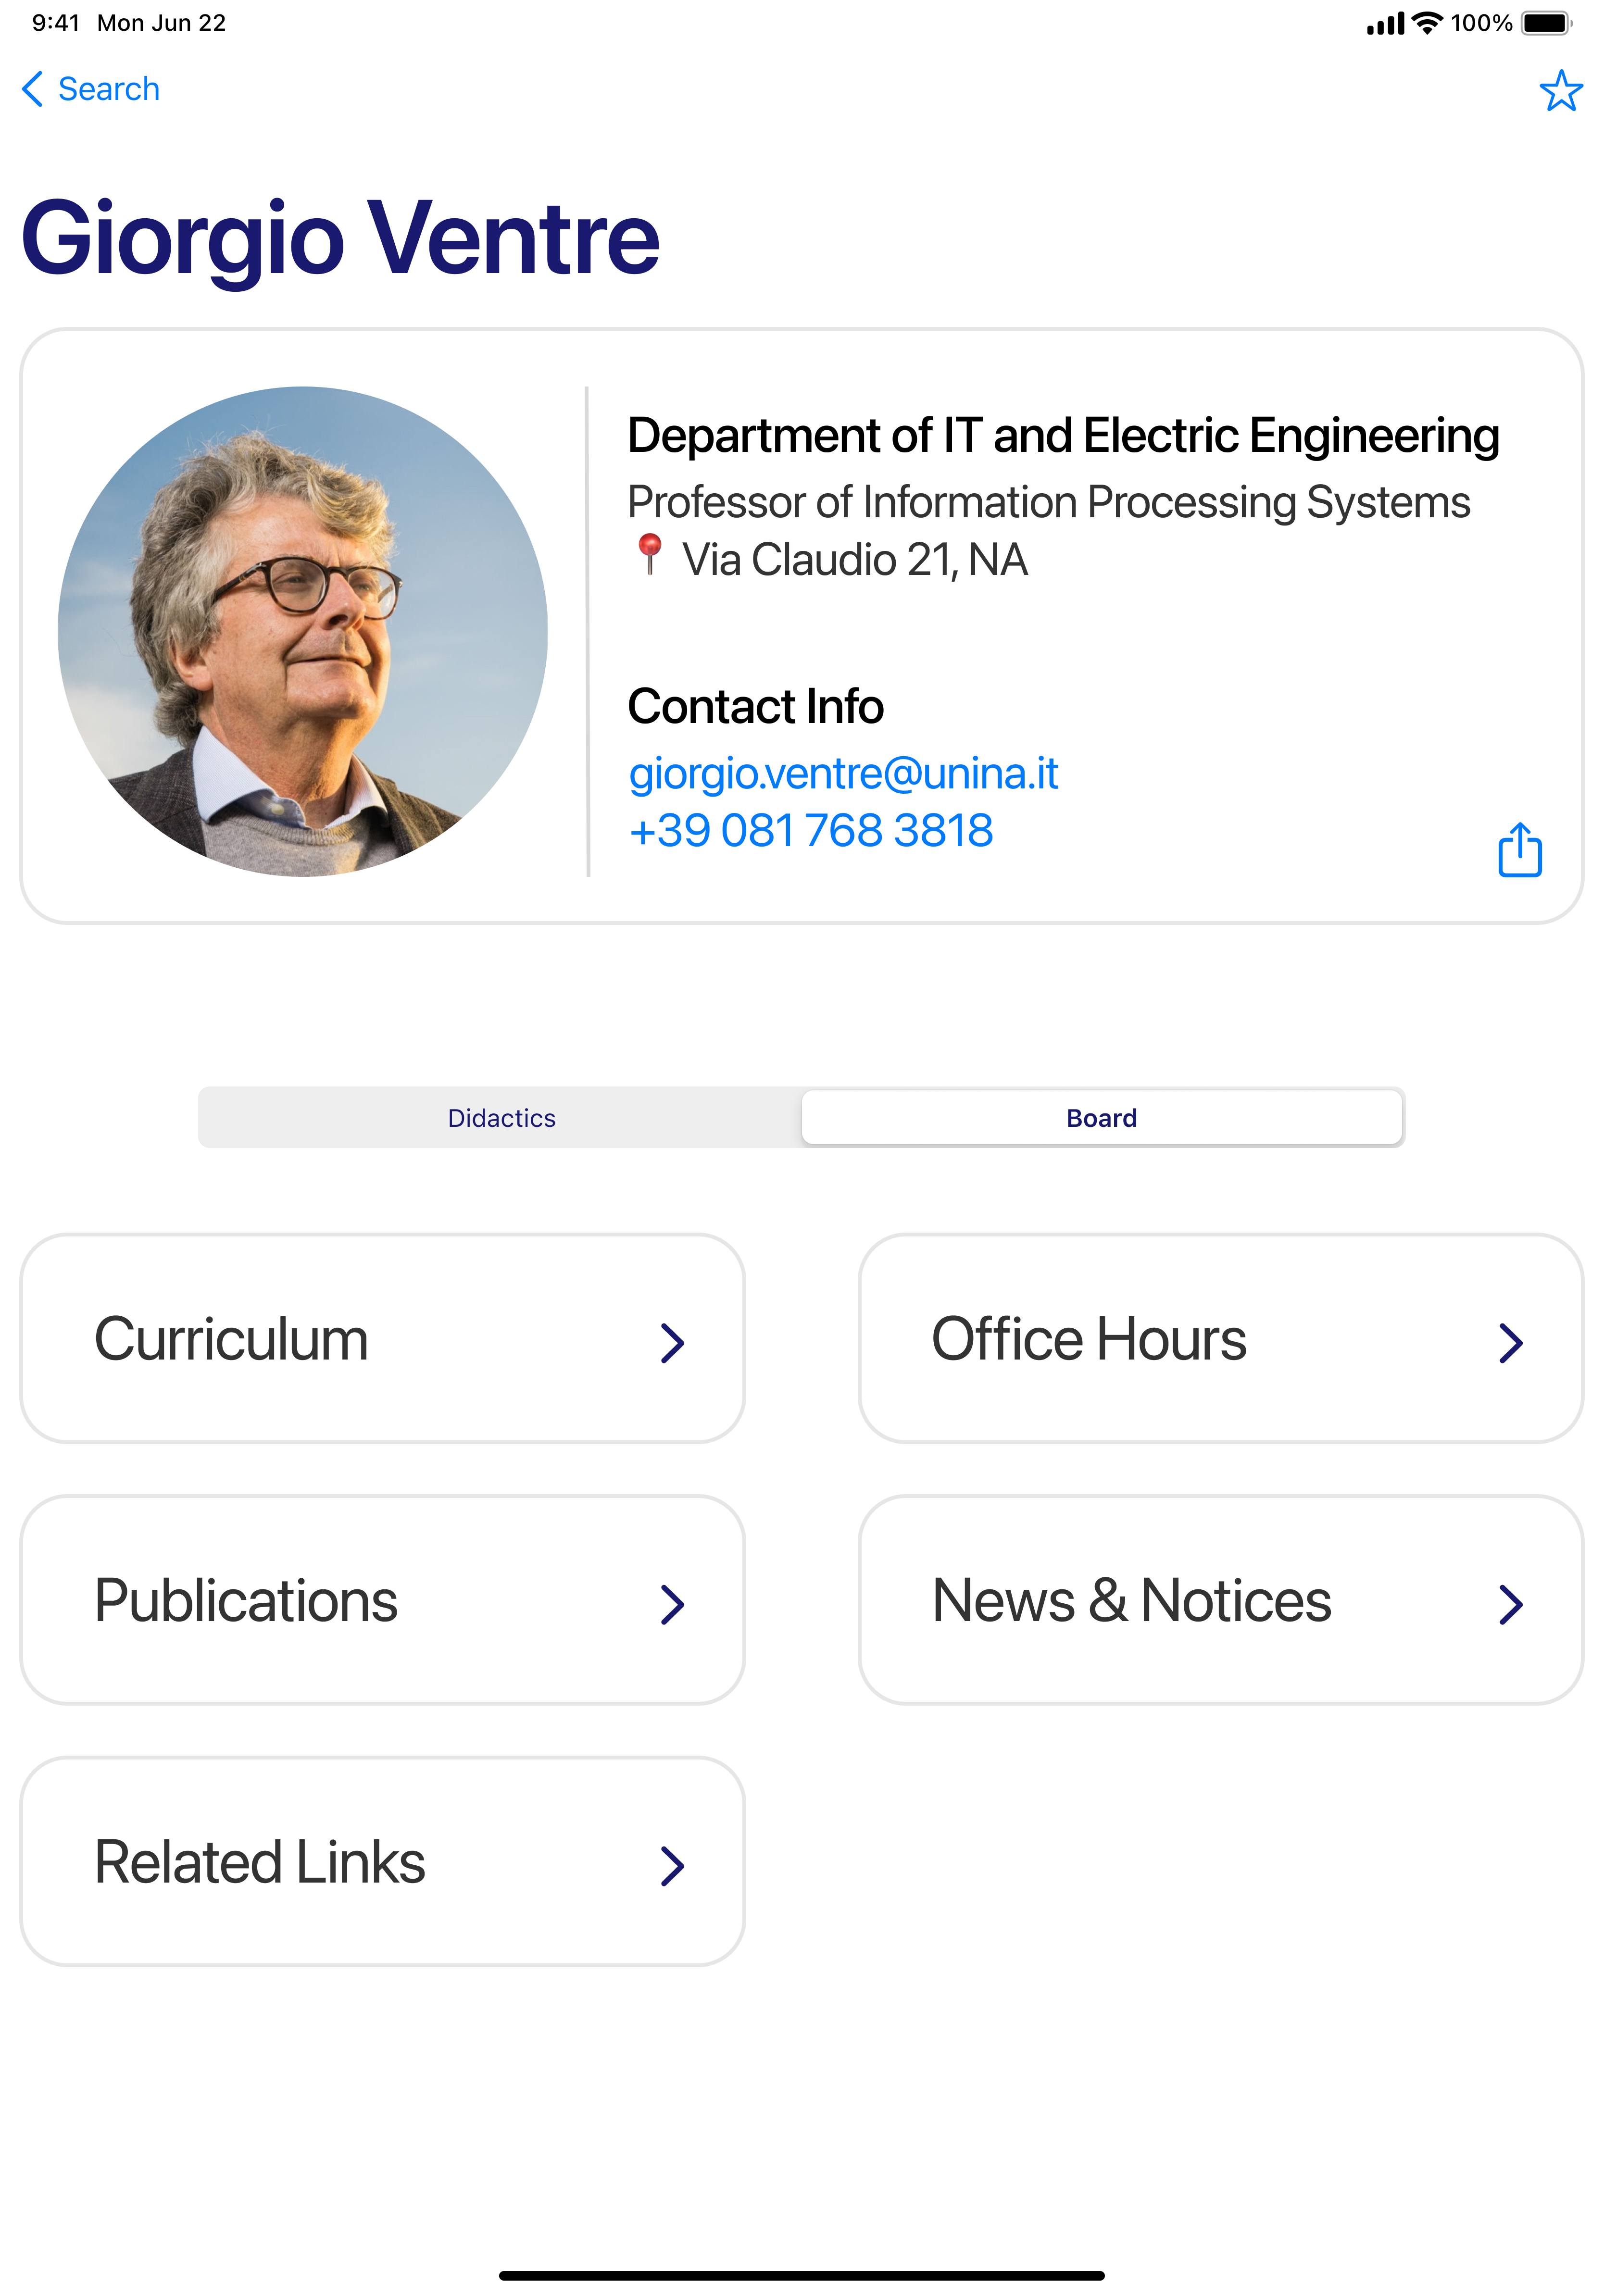 9:41 Mon Jun 22
100%
Search
Giorgio Ventre
Department of IT and Electric Engineering
Professor of Information Processing Systems
📍 Via Claudio 21, NA
Contact Info
giorgio.ventre@unina.it
+39 081 768 3818
Didactics
Board
Curriculum
Office Hours
Publications
News & Notices
Related Links